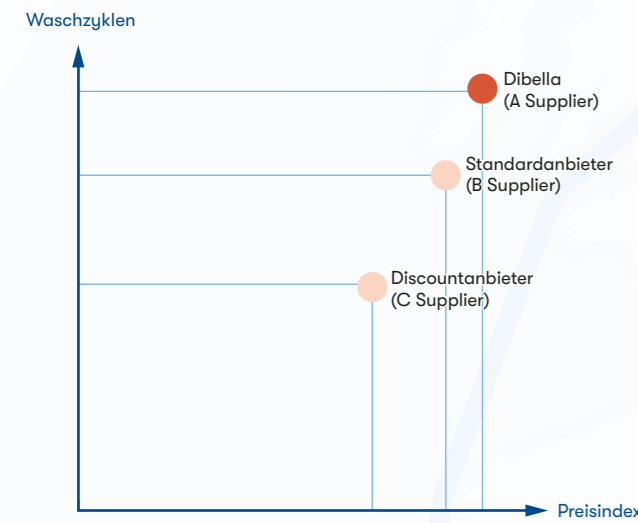 Waschzyklen
Dibella
(A Supplier)
Standardanbieter
(B Supplier)
Discountanbieter
(C Supplier)
Preisindex